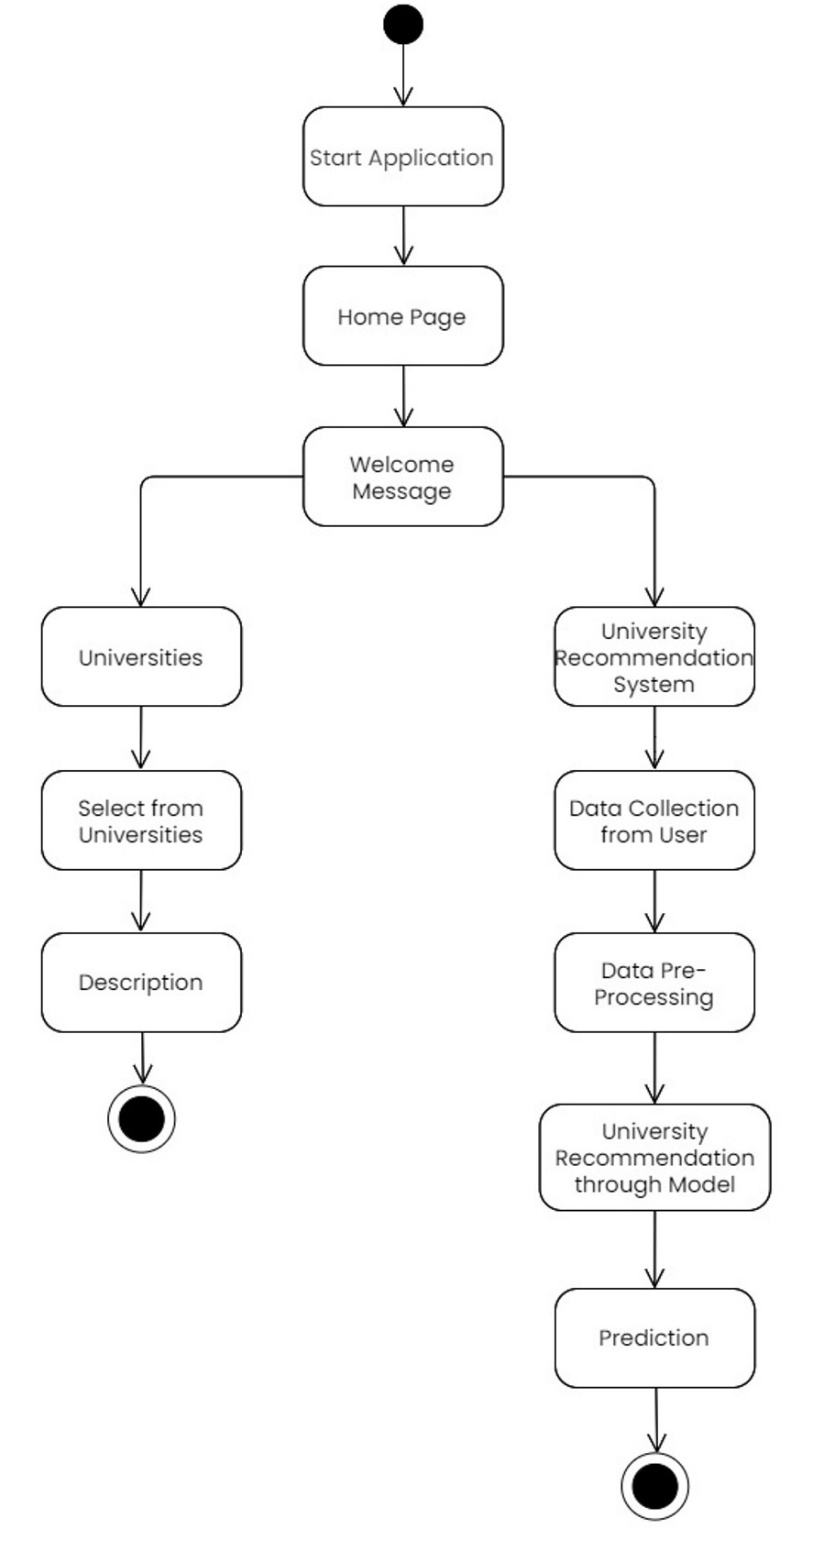 Start Application
Home Page
Welcome
Message
Universities
University
Recommendation
System
Select from
Universities
Data Collection
from User
Description
Data Pre-
Processing
University
Recommendation
through Model
Prediction